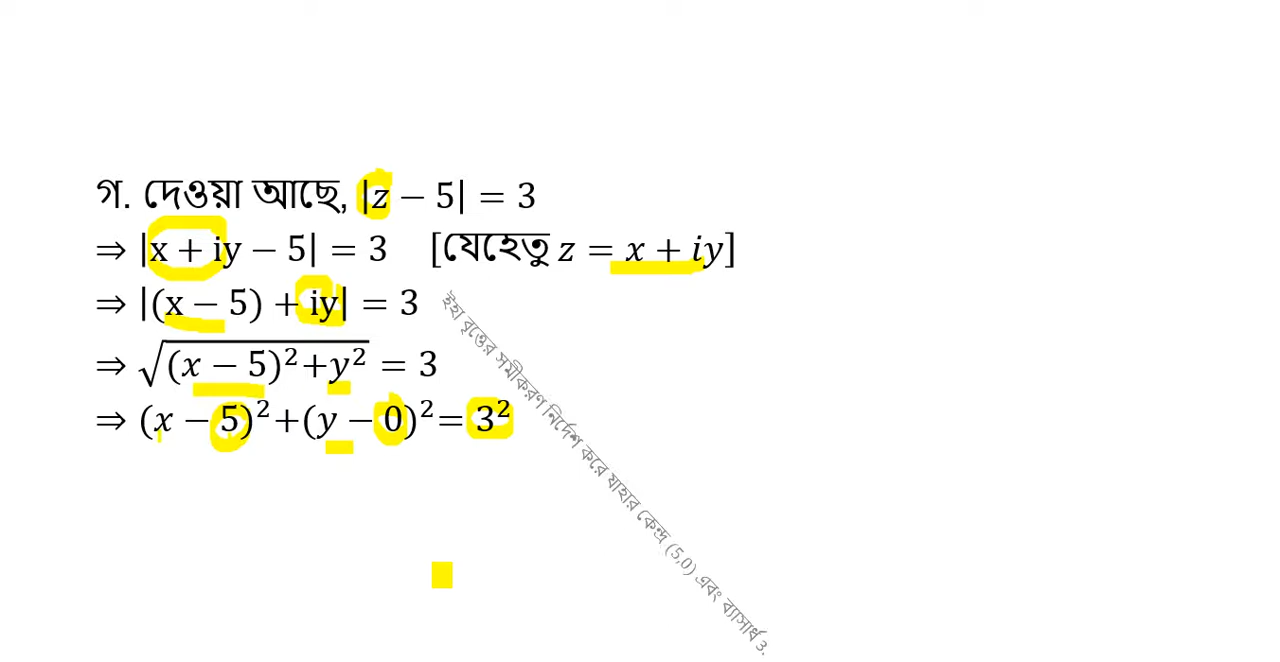 গ. দেওয়া আছে, |z − 5| = 3
⇒ |x + iy − 5| = 3 [যেহেতু z = x + iy]
⇒ |(x − 5) + iy| = 3
⇒ √(x − 5)²+y² = 3
⇒ (x − 5)²+(y − 0)²= 3²
ইহা বৃত্তের সমীকরণ নির্দেশ করে যাহার কেন্দ্র (5,0) এবং ব্যাসার্ধ 3.